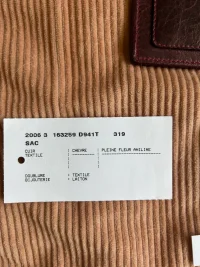 2006 3 163259 D941T 319
SAC
CUIR : CHEVRE : PLEINE FLEUR ANILINE
TEXTILE
DOUBLURE : TEXTILE
BIJOUTERIE : LAITON